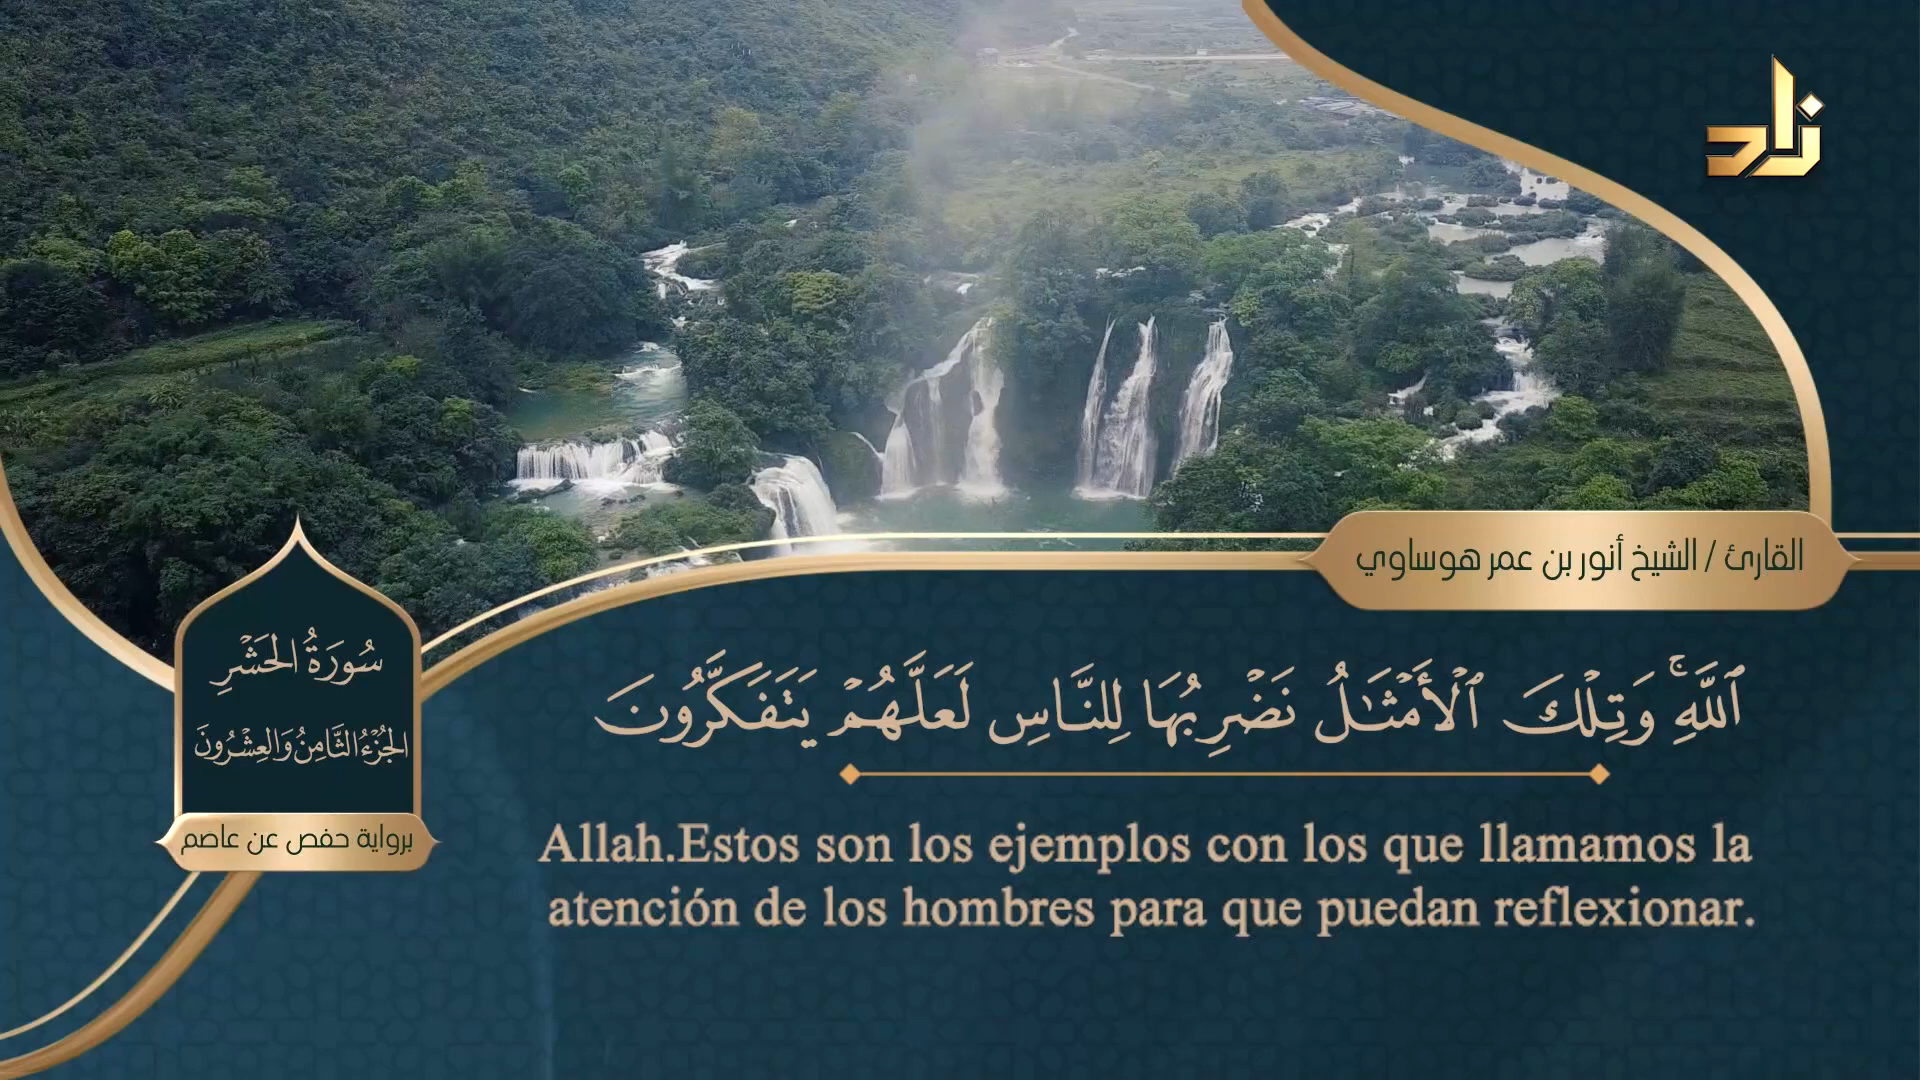 زاد
القارئ / الشيخ أنور بن عمر هوساوي
سُورَةُ الحَشْرِ
الجُزْءُ الثَّامِنُ وَالعِشْرُونَ
برواية حفص عن عاصم
ٱللَّهِۚ وَتِلْكَ ٱلْأَمْثَـٰلُ نَضْرِبُهَا لِلنَّاسِ لَعَلَّهُمْ يَتَفَكَّرُونَ
Allah.Estos son los ejemplos con los que llamamos la
atención de los hombres para que puedan reflexionar.